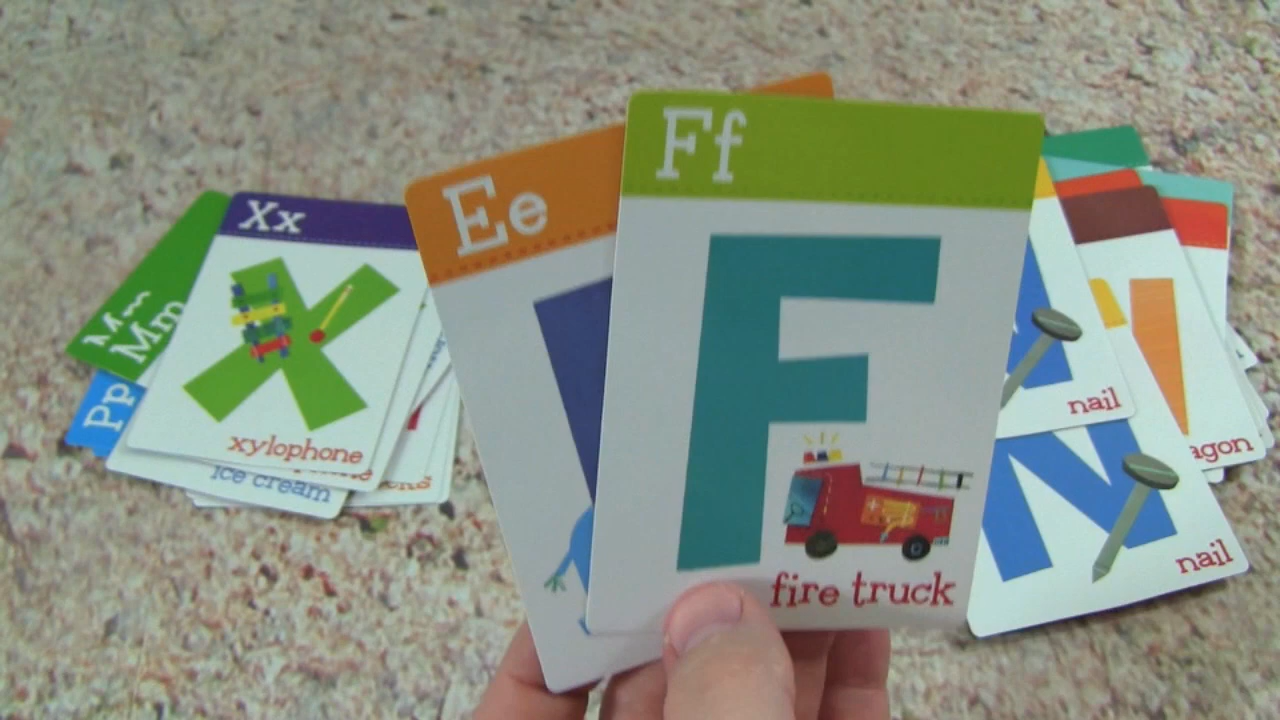 Ff
F
fire truck
Ee
Xx
X
xylophone
ice cream
Mm
Pp
nail
N
nail